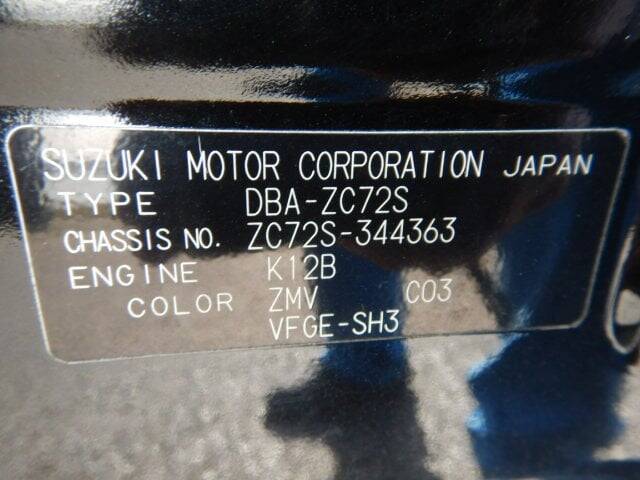 SUZUKI MOTOR CORPORATION JAPAN
TYPE DBA-ZC72S
CHASSIS NO. ZC72S-344363
ENGINE K12B
COLOR ZMV C03
VFGE-SH3